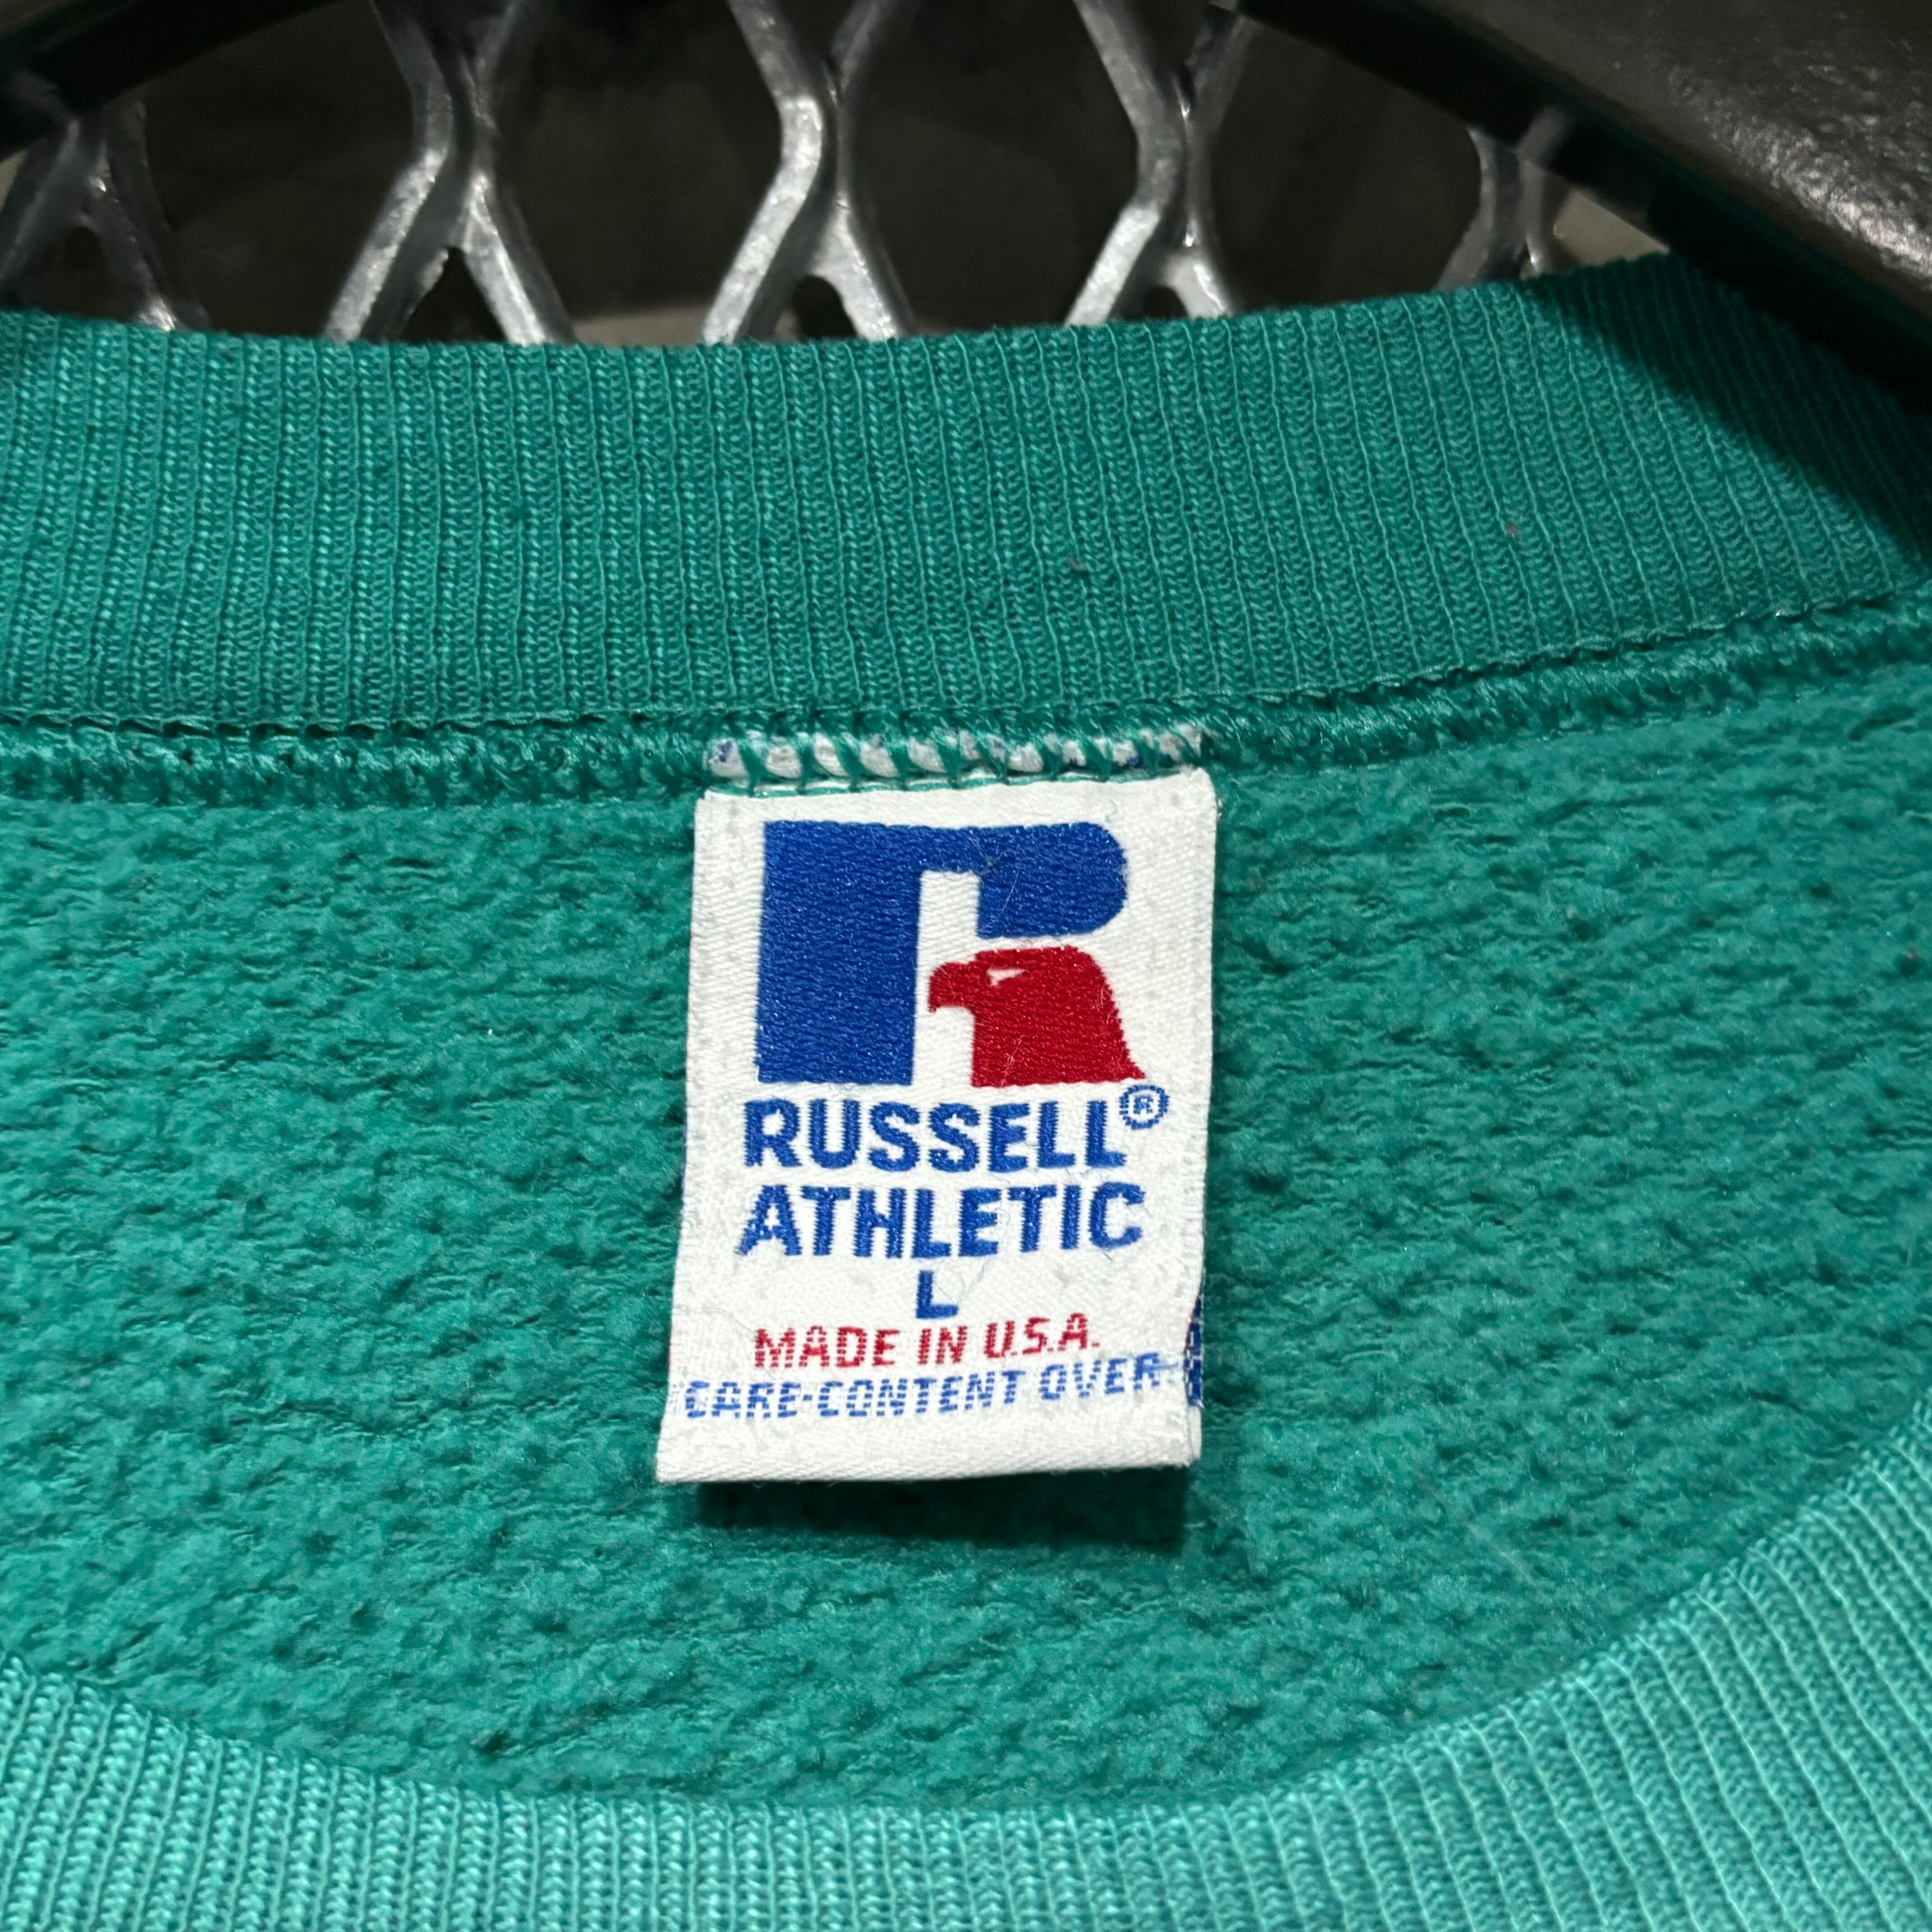 RUSSELL®
ATHLETIC
L
MADE IN U.S.A.
CARE-CONTENT OVER